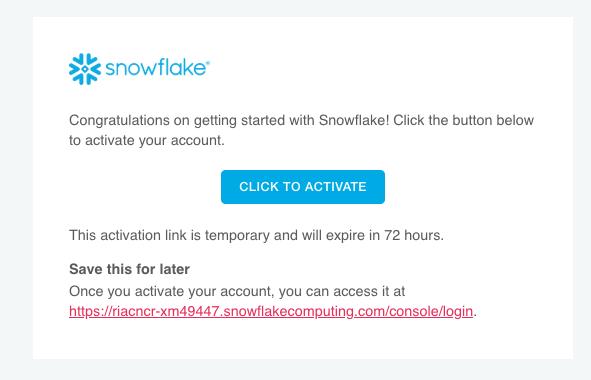 snowflake®
Congratulations on getting started with Snowflake! Click the button below
to activate your account.
CLICK TO ACTIVATE
This activation link is temporary and will expire in 72 hours.
Save this for later
Once you activate your account, you can access it at
https://riacncr-xm49447.snowflakecomputing.com/console/login.